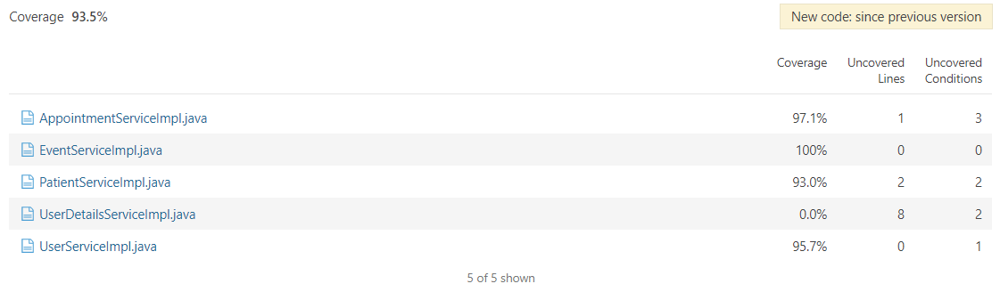 Coverage 93.5%
New code: since previous version
Coverage Uncovered Lines Uncovered Conditions
AppointmentServiceImpl.java 97.1% 1 3
EventServiceImpl.java 100% 0 0
PatientServiceImpl.java 93.0% 2 2
UserDetailsServiceImpl.java 0.0% 8 2
UserServiceImpl.java 95.7% 0 1
5 of 5 shown